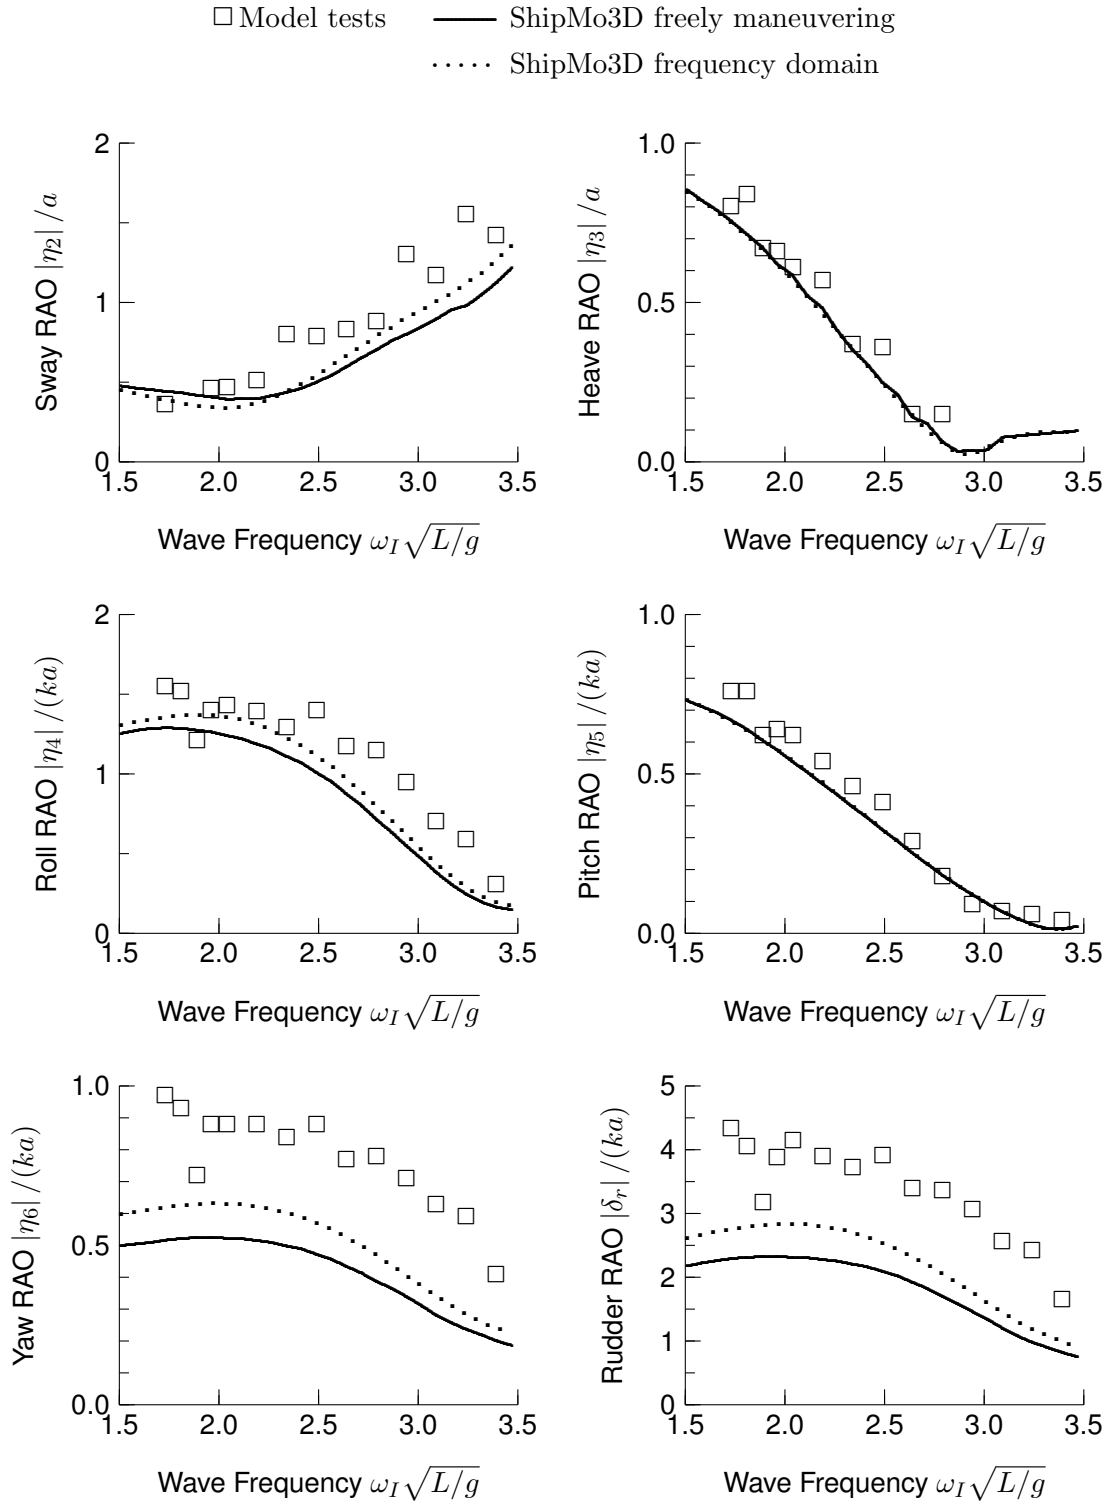 Model tests
ShipMo3D freely maneuvering
ShipMo3D frequency domain
Sway RAO |η₂|/a
2
1
0
1.5 2.0 2.5 3.0 3.5
Wave Frequency ω_I√(L/g)
Heave RAO |η₃|/a
1.0
0.5
0.0
1.5 2.0 2.5 3.0 3.5
Wave Frequency ω_I√(L/g)
Roll RAO |η₄|/(ka)
2
1
0
1.5 2.0 2.5 3.0 3.5
Wave Frequency ω_I√(L/g)
Pitch RAO |η₅|/(ka)
1.0
0.5
0.0
1.5 2.0 2.5 3.0 3.5
Wave Frequency ω_I√(L/g)
Yaw RAO |η₆|/(ka)
1.0
0.5
0.0
1.5 2.0 2.5 3.0 3.5
Wave Frequency ω_I√(L/g)
Rudder RAO |δ_r|/(ka)
5
4
3
2
1
0
1.5 2.0 2.5 3.0 3.5
Wave Frequency ω_I√(L/g)